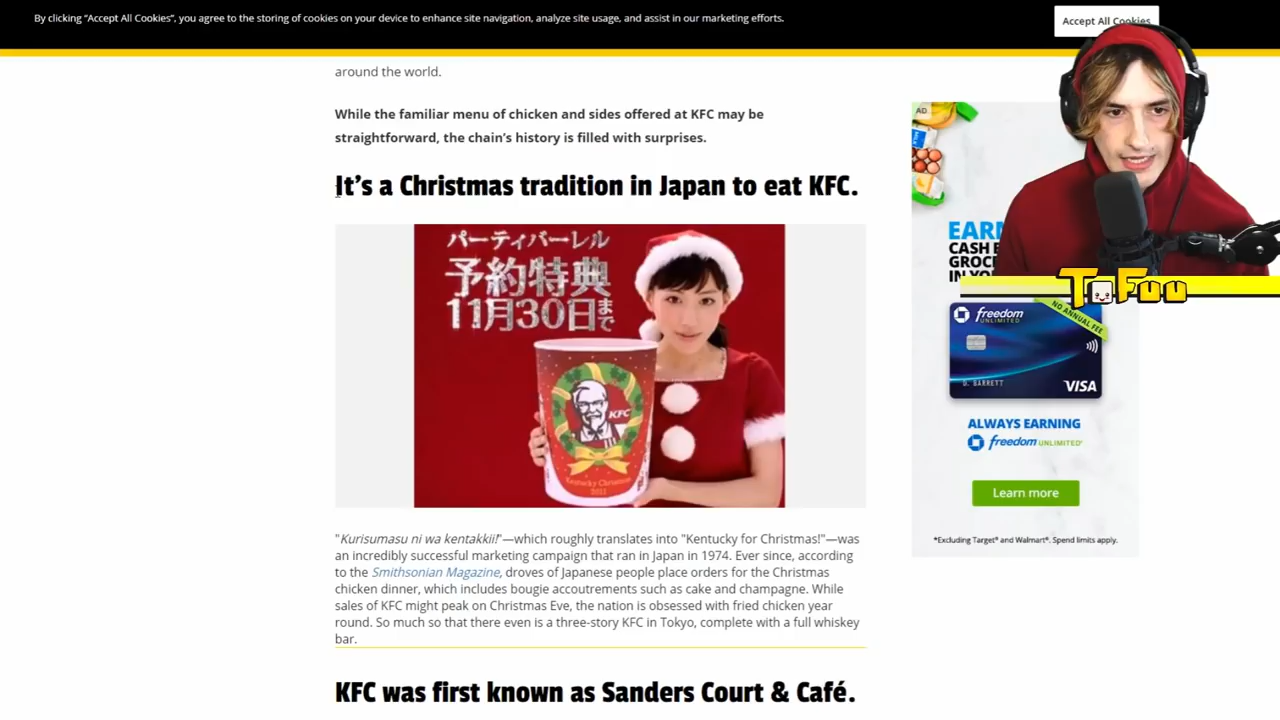 By clicking “Accept All Cookies”, you agree to the storing of cookies on your device to enhance site navigation, analyze site usage, and assist in our marketing efforts.
Accept All Cookies
around the world.
While the familiar menu of chicken and sides offered at KFC may be
straightforward, the chain’s history is filled with surprises.
It’s a Christmas tradition in Japan to eat KFC.
パーティバーレル
予約特典
11月30日まで
KFC
Kentucky Christmas
2011
"Kurisumasu ni wa kentakkii!"—which roughly translates into "Kentucky for Christmas!"—was
an incredibly successful marketing campaign that ran in Japan in 1974. Ever since, according
to the Smithsonian Magazine, droves of Japanese people place orders for the Christmas
chicken dinner, which includes bougie accoutrements such as cake and champagne. While
sales of KFC might peak on Christmas Eve, the nation is obsessed with fried chicken year
round. So much so that there even is a three-story KFC in Tokyo, complete with a full whiskey
bar.
KFC was first known as Sanders Court & Café.
AD
CASH
IN
ToFuu
freedom
UNLIMITED
NO ANNUAL FEE
D. BARRETT
VISA
ALWAYS EARNING
freedom UNLIMITED
Learn more
*Excluding Target® and Walmart®. Spend limits apply.